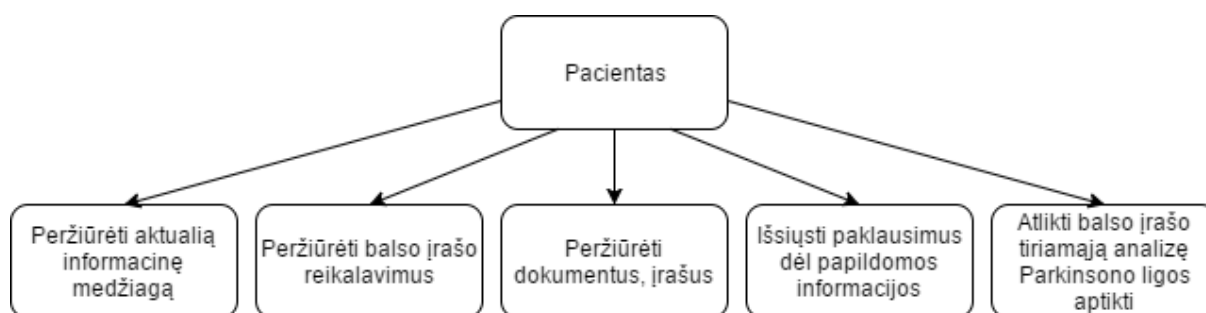 Pacientas
Peržiūrėti aktualią
informacinę
medžiagą
Peržiūrėti balso įrašo
reikalavimus
Peržiūrėti
dokumentus, įrašus
Išsiųsti paklausimus
dėl papildomos
informacijos
Atlikti balso įrašo
tiriamąją analizę
Parkinsono ligos
aptikti